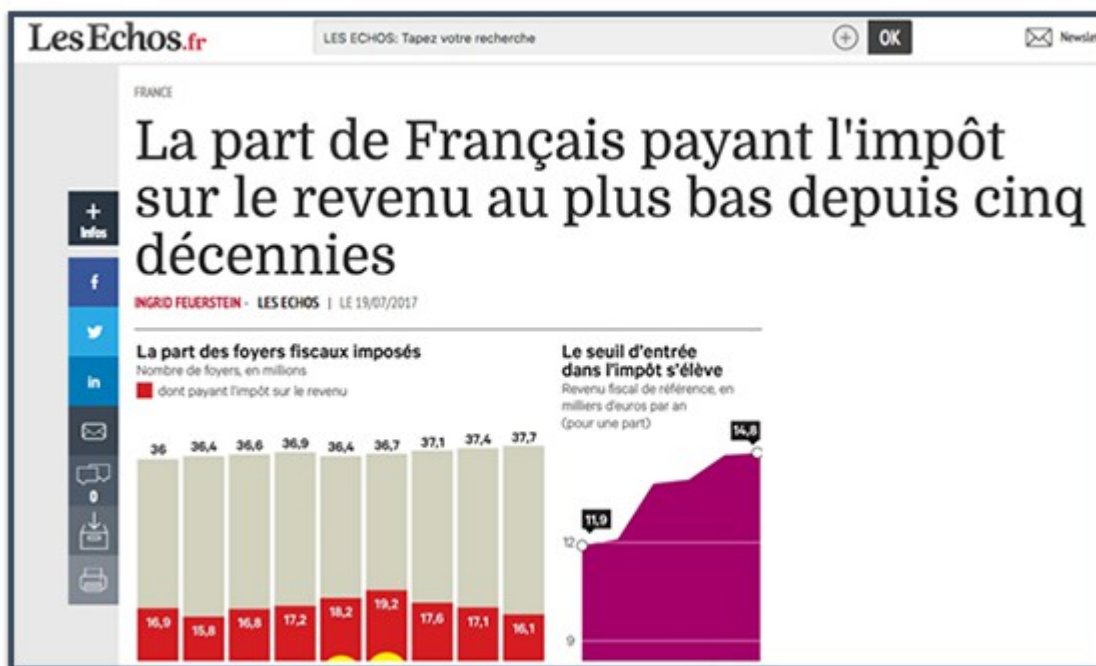 LesEchos.fr
LES ECHOS: Tapez votre recherche
OK
FRANCE
La part de Français payant l'impôt
sur le revenu au plus bas depuis cinq
décennies
+
Infos
INGRID FEUERSTEIN - LES ECHOS | LE 19/07/2017
0
La part des foyers fiscaux imposés
Nombre de foyers, en millions
dont payant l'impôt sur le revenu
36 36,4 36,6 36,9 36,4 36,7 37,1 37,4 37,7
16,9 15,8 16,8 17,2 18,2 19,2 17,6 17,1 16,1
Le seuil d'entrée
dans l'impôt s'élève
Revenu fiscal de référence, en
milliers d'euros par an
(pour une part)
14,8
11,9
12
9